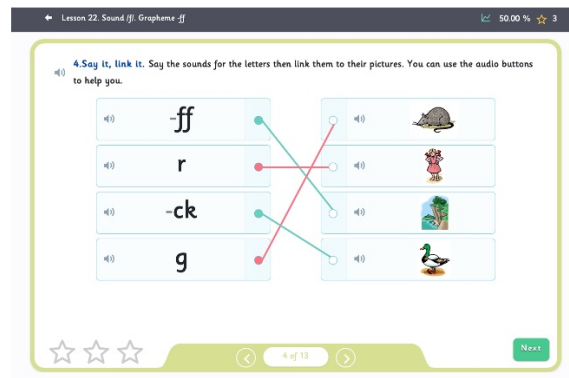 Lesson 22. Sound /f/. Grapheme -ff
50.00 % 3
4.Say it, link it. Say the sounds for the letters then link them to their pictures. You can use the audio buttons
to help you.
-ff
r
-ck
g
4 of 13
Next